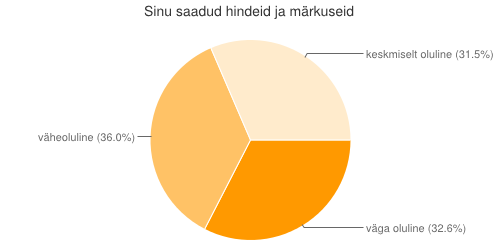 Sinu saadud hindeid ja märkuseid
keskmiselt oluline (31.5%)
väheoluline (36.0%)
väga oluline (32.6%)